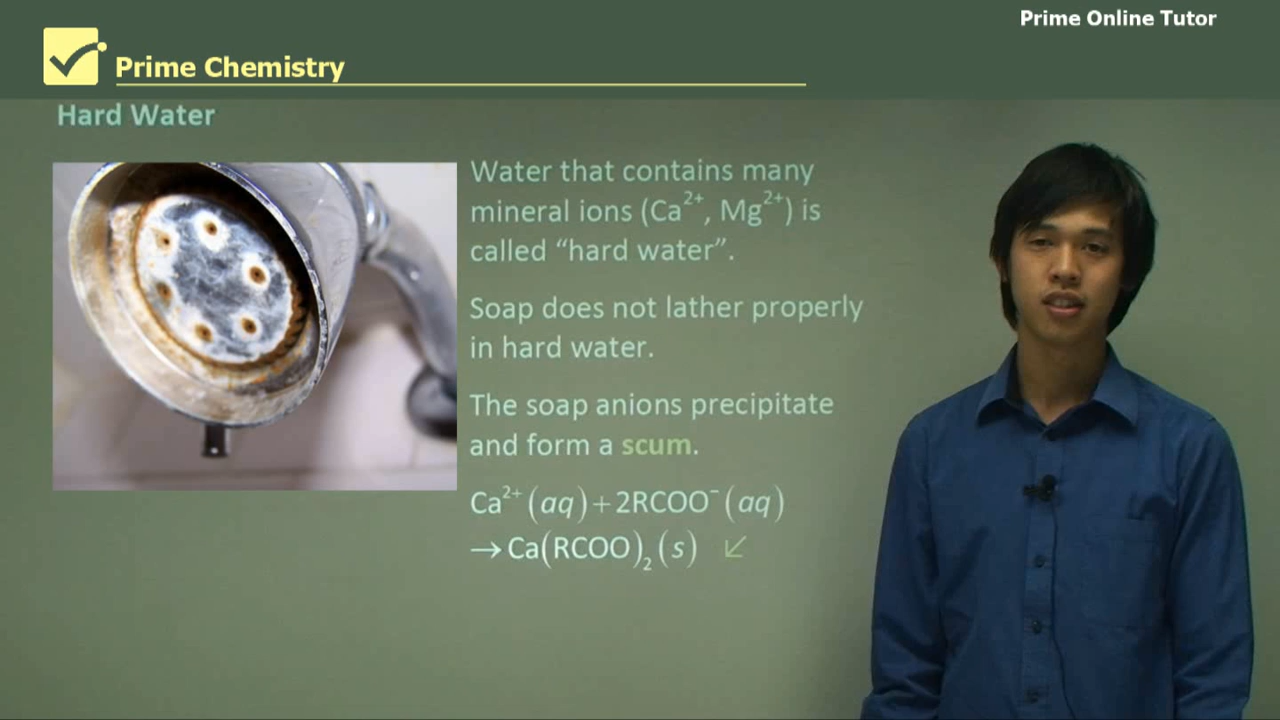 Prime Online Tutor
Prime Chemistry
Hard Water
Water that contains many
mineral ions (Ca²⁺, Mg²⁺) is
called “hard water”.
Soap does not lather properly
in hard water.
The soap anions precipitate
and form a scum.
Ca²⁺(aq)+2RCOO⁻(aq)
→Ca(RCOO)₂(s) ↙